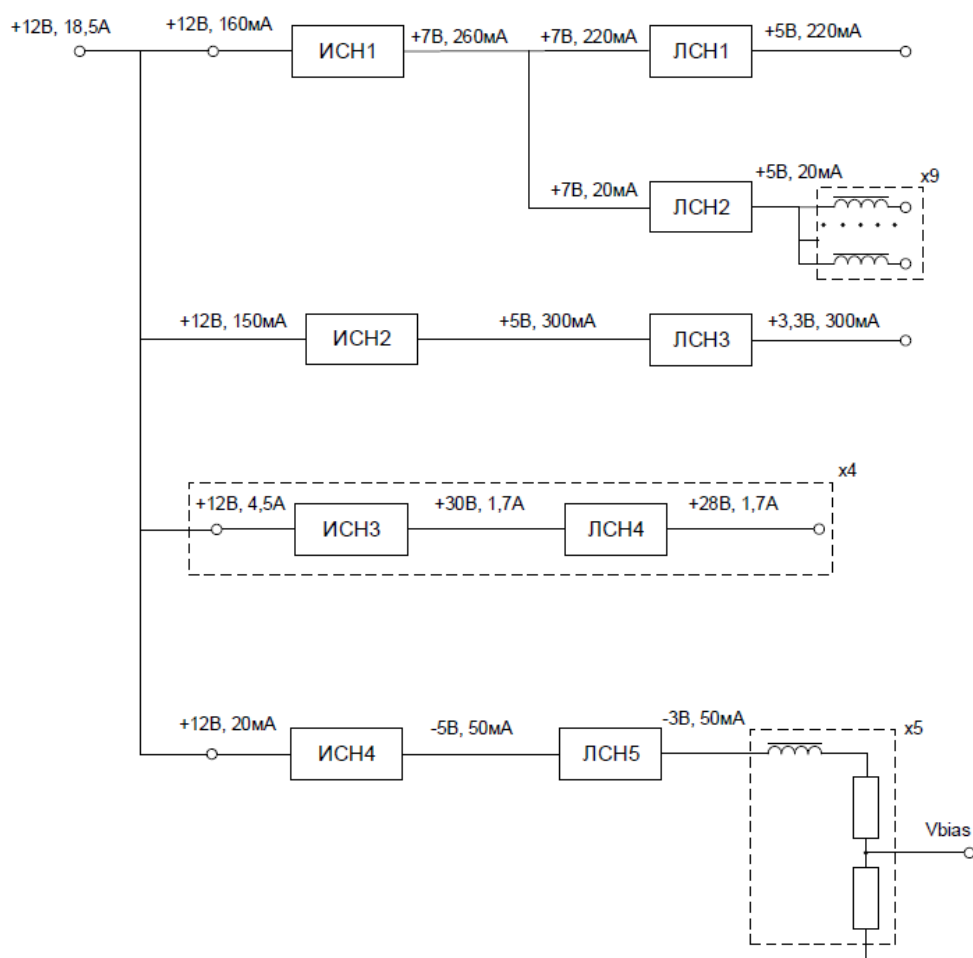 +12В, 18,5А
+12В, 160мА
ИСН1
+7В, 260мА
+7В, 220мА
ЛСН1
+5В, 220мА
+7В, 20мА
ЛСН2
+5В, 20мА
x9
+12В, 150мА
ИСН2
+5В, 300мА
ЛСН3
+3,3В, 300мА
x4
+12В, 4,5А
ИСН3
+30В, 1,7А
ЛСН4
+28В, 1,7А
+12В, 20мА
ИСН4
-5В, 50мА
ЛСН5
-3В, 50мА
x5
Vbias